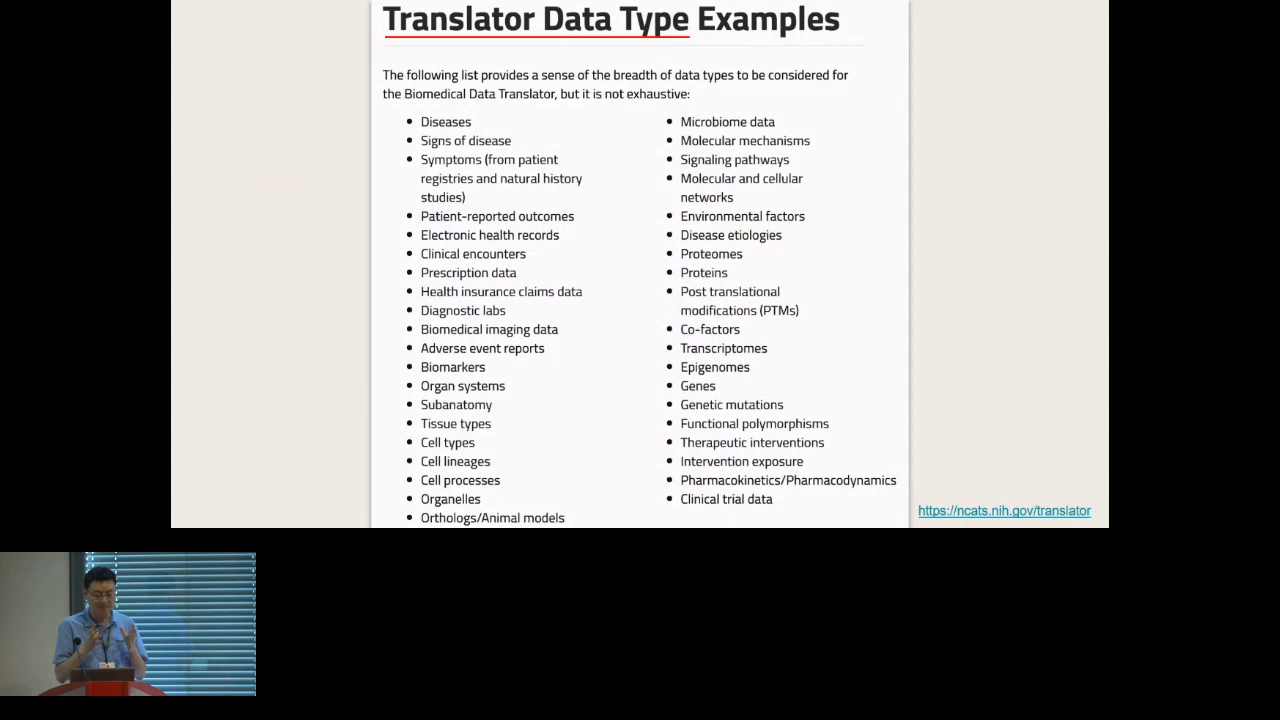 Translator Data Type Examples
The following list provides a sense of the breadth of data types to be considered for
the Biomedical Data Translator, but it is not exhaustive:
Diseases
Signs of disease
Symptoms (from patient
registries and natural history
studies)
Patient-reported outcomes
Electronic health records
Clinical encounters
Prescription data
Health insurance claims data
Diagnostic labs
Biomedical imaging data
Adverse event reports
Biomarkers
Organ systems
Subanatomy
Tissue types
Cell types
Cell lineages
Cell processes
Organelles
Orthologs/Animal models
Microbiome data
Molecular mechanisms
Signaling pathways
Molecular and cellular
networks
Environmental factors
Disease etiologies
Proteomes
Proteins
Post translational
modifications (PTMs)
Co-factors
Transcriptomes
Epigenomes
Genes
Genetic mutations
Functional polymorphisms
Therapeutic interventions
Intervention exposure
Pharmacokinetics/Pharmacodynamics
Clinical trial data
https://ncats.nih.gov/translator